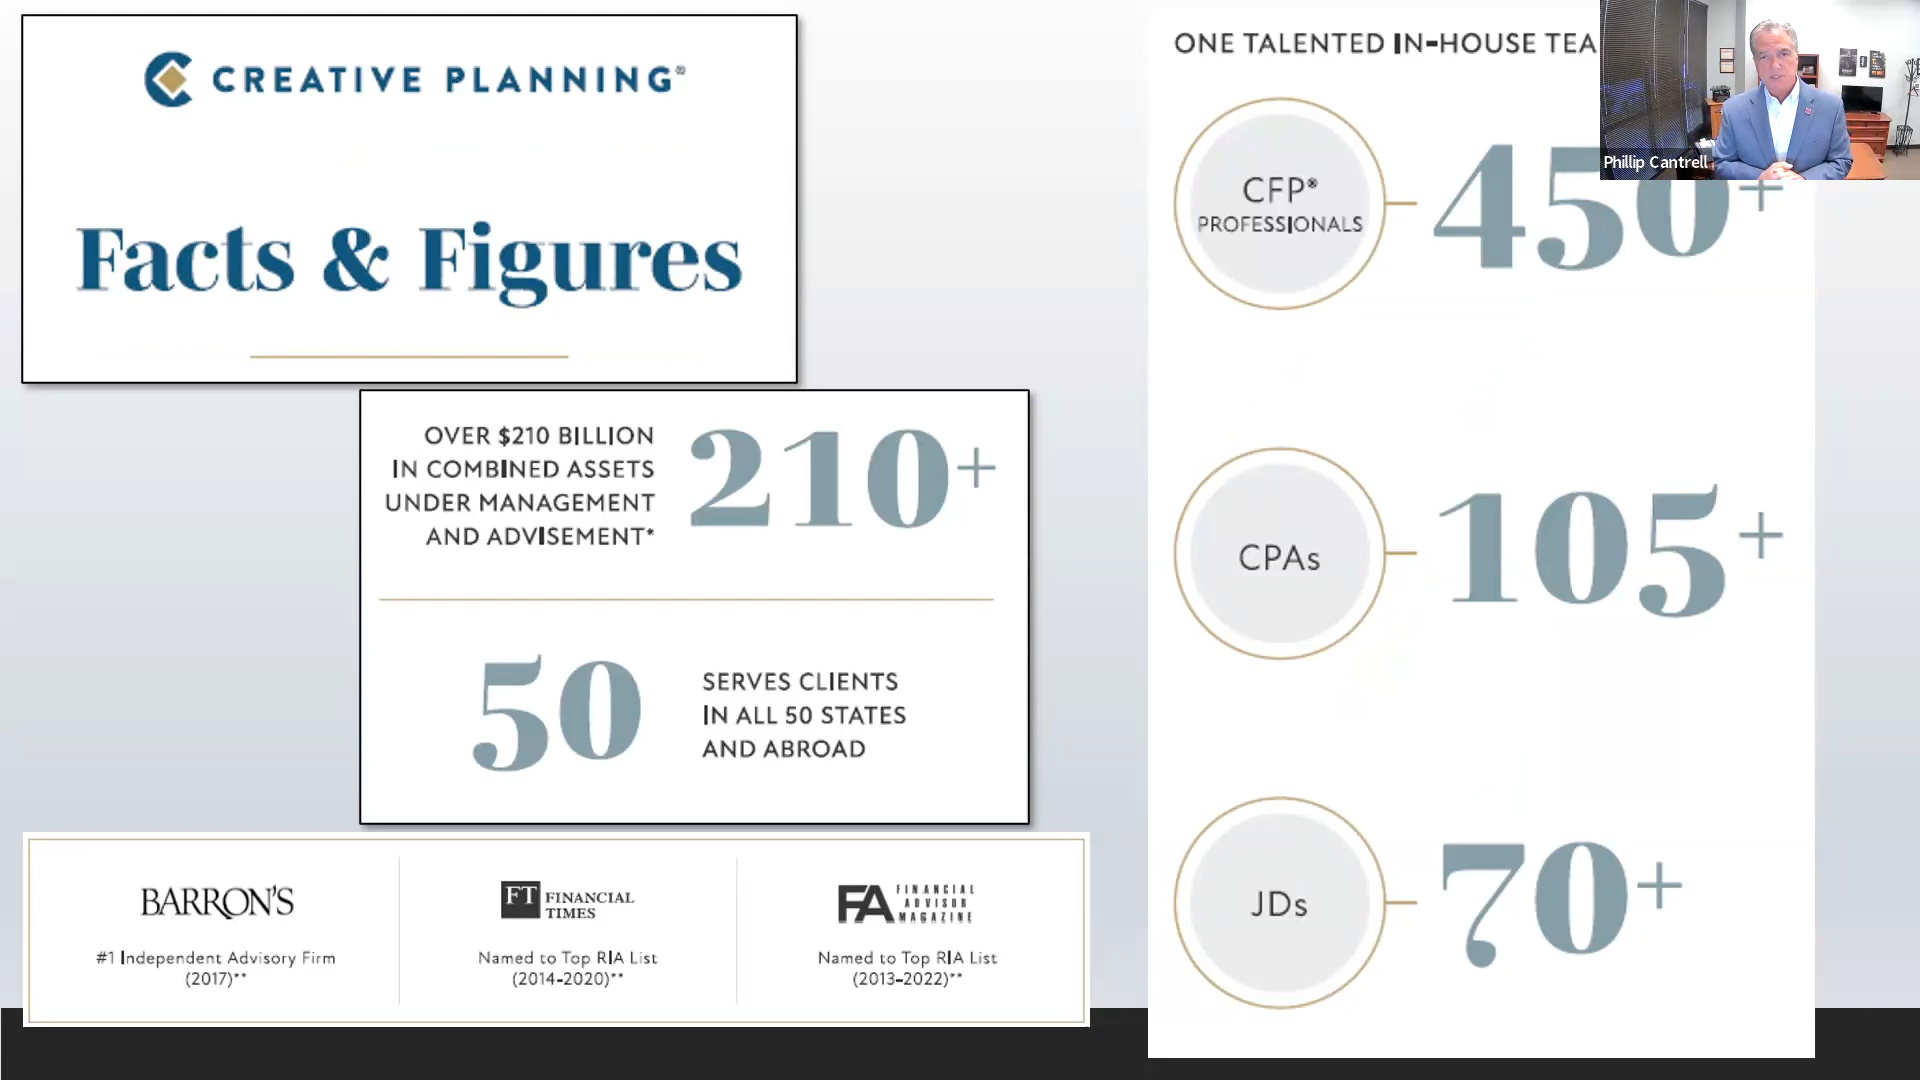 CREATIVE PLANNING®
Facts & Figures
OVER $210 BILLION
IN COMBINED ASSETS
UNDER MANAGEMENT
AND ADVISEMENT*
210+
50
SERVES CLIENTS
IN ALL 50 STATES
AND ABROAD
BARRON'S
#1 Independent Advisory Firm
(2017)**
FT FINANCIAL
TIMES
Named to Top RIA List
(2014-2020)**
FA FINANCIAL
ADVISOR
MAGAZINE
Named to Top RIA List
(2013-2022)**
ONE TALENTED IN-HOUSE TEA
CFP®
PROFESSIONALS
450+
CPAs
105+
JDs
70+
Phillip Cantrell